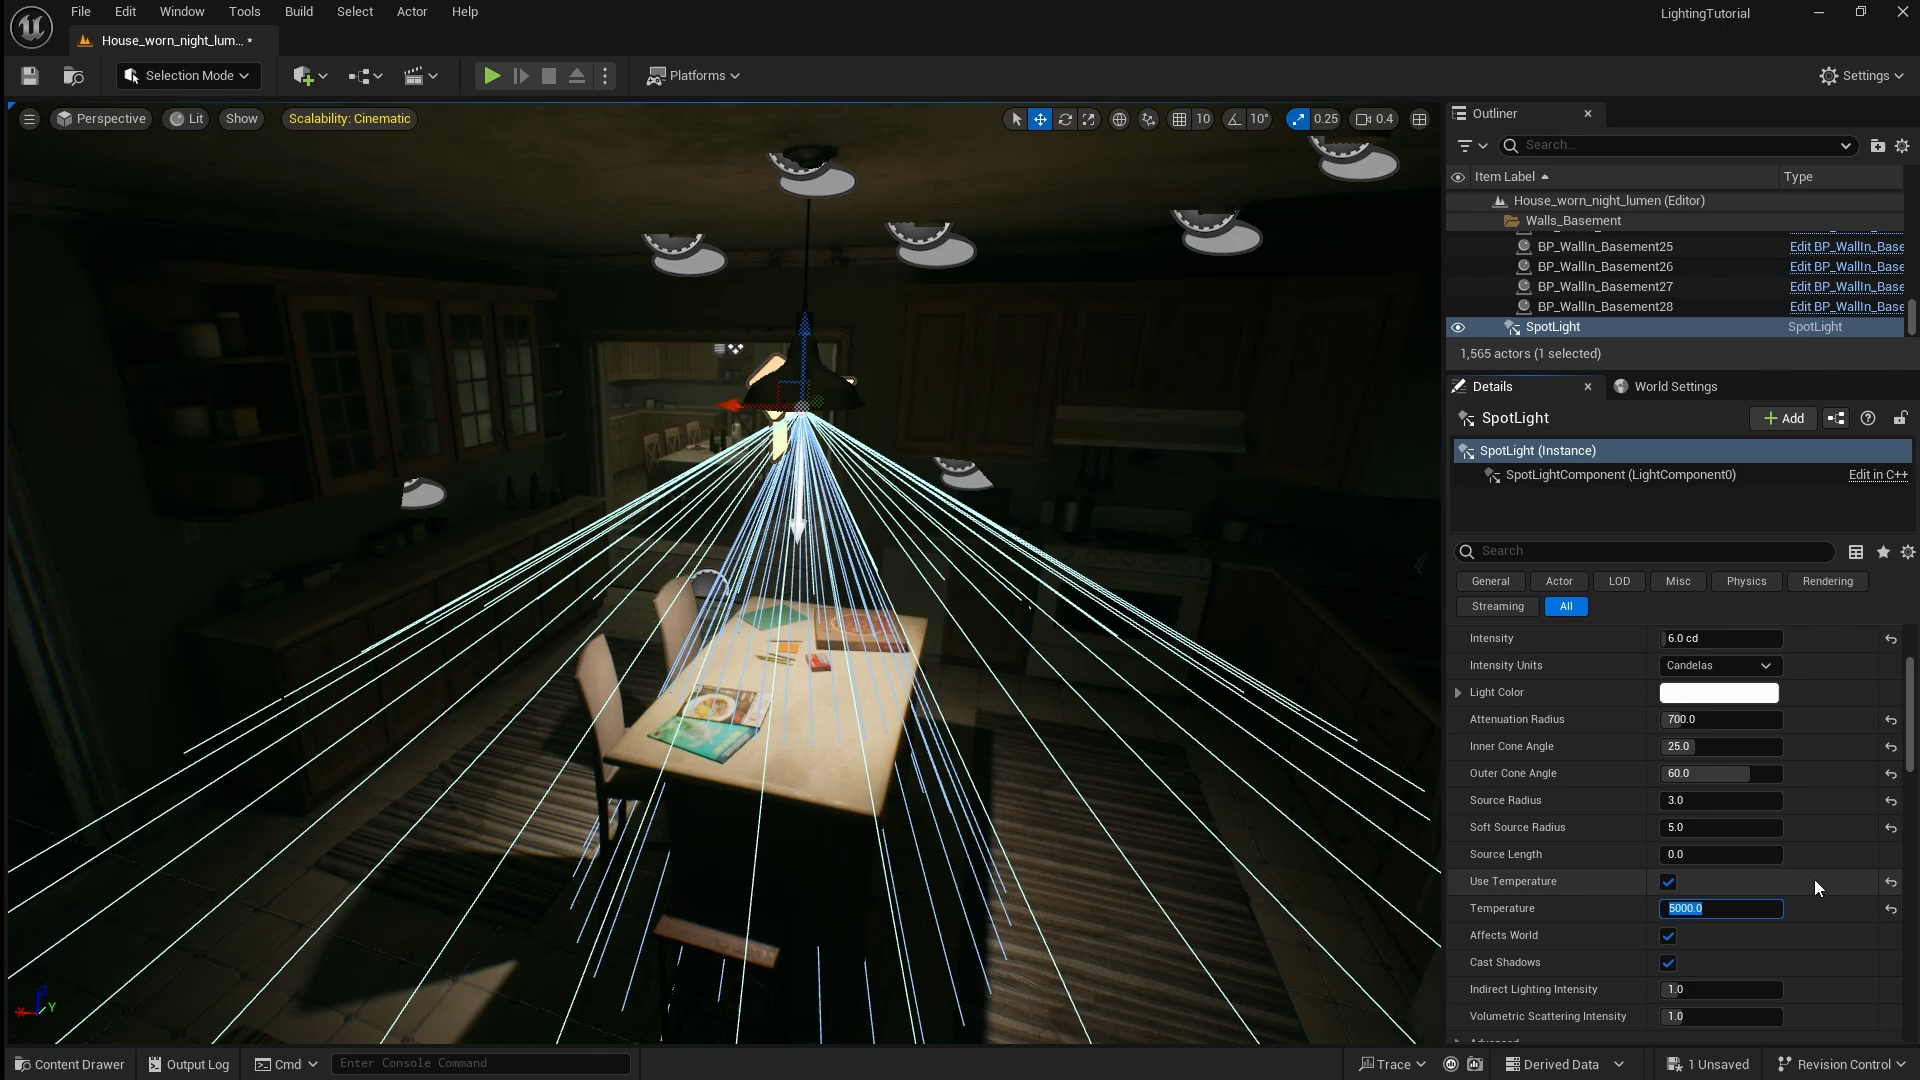 File Edit Window Tools Build Select Actor Help
LightingTutorial
House_worn_night_lum... •
Selection Mode
Platforms
Settings
Perspective Lit Show Scalability: Cinematic
10 10° 0.25 0.4
Outliner
Search...
Item Label Type
House_worn_night_lumen (Editor)
Walls_Basement
BP_WallIn_Basement25 Edit BP_WallIn_Base
BP_WallIn_Basement26 Edit BP_WallIn_Base
BP_WallIn_Basement27 Edit BP_WallIn_Base
BP_WallIn_Basement28 Edit BP_WallIn_Base
SpotLight SpotLight
1,565 actors (1 selected)
Details World Settings
SpotLight
Add
SpotLight (Instance)
SpotLightComponent (LightComponent0) Edit in C++
Search
General Actor LOD Misc Physics Rendering
Streaming All
Intensity 6.0 cd
Intensity Units Candelas
Light Color
Attenuation Radius 700.0
Inner Cone Angle 25.0
Outer Cone Angle 60.0
Source Radius 3.0
Soft Source Radius 5.0
Source Length 0.0
Use Temperature
Temperature 5000.0
Affects World
Cast Shadows
Indirect Lighting Intensity 1.0
Volumetric Scattering Intensity 1.0
X Y
Content Drawer Output Log Cmd Enter Console Command
Trace Derived Data 1 Unsaved Revision Control